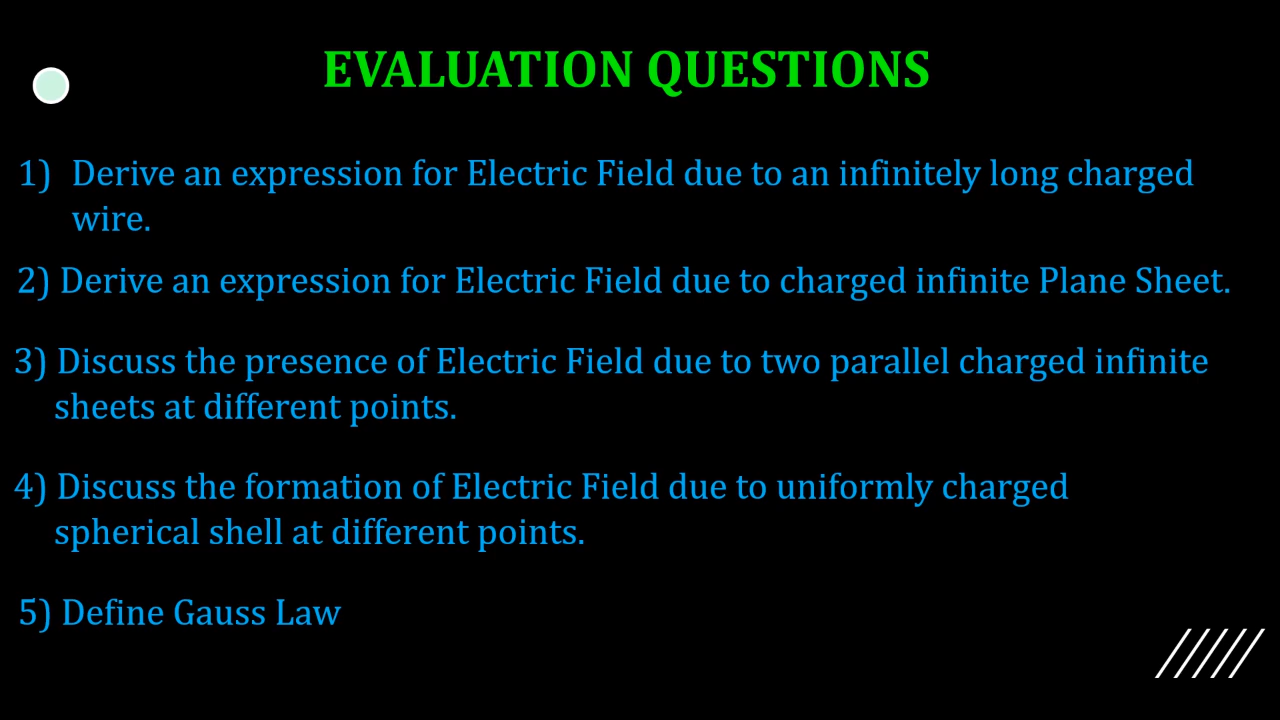 EVALUATION QUESTIONS
1) Derive an expression for Electric Field due to an infinitely long charged
wire.
2) Derive an expression for Electric Field due to charged infinite Plane Sheet.
3) Discuss the presence of Electric Field due to two parallel charged infinite
sheets at different points.
4) Discuss the formation of Electric Field due to uniformly charged
spherical shell at different points.
5) Define Gauss Law